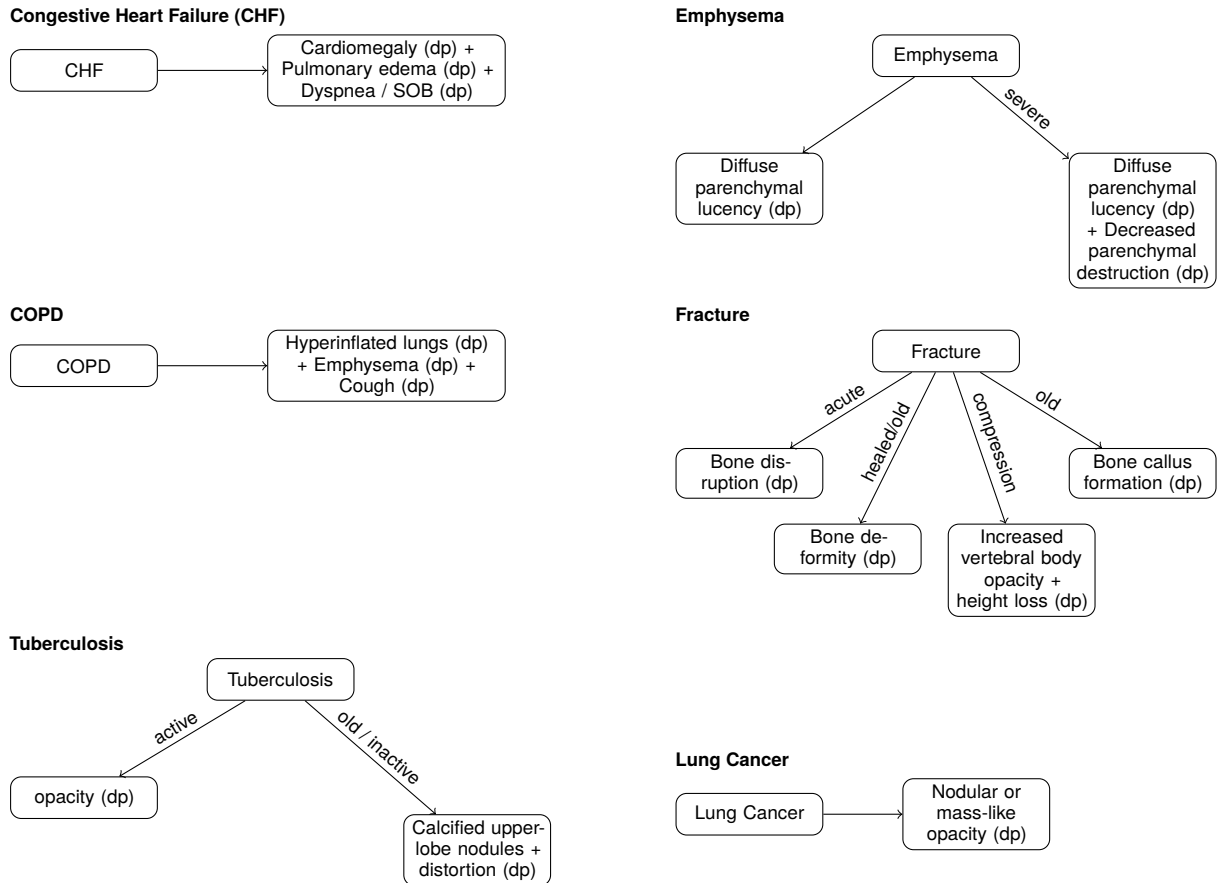 Congestive Heart Failure (CHF)
CHF
Cardiomegaly (dp) +
Pulmonary edema (dp) +
Dyspnea / SOB (dp)
Emphysema
Emphysema
severe
Diffuse
parenchymal
lucency (dp)
Diffuse
parenchymal
lucency (dp)
+ Decreased
parenchymal
destruction (dp)
COPD
COPD
Hyperinflated lungs (dp)
+ Emphysema (dp) +
Cough (dp)
Fracture
Fracture
acute
healed/old
compression
old
Bone dis-
ruption (dp)
Bone de-
formity (dp)
Increased
vertebral body
opacity +
height loss (dp)
Bone callus
formation (dp)
Tuberculosis
Tuberculosis
active
old / inactive
opacity (dp)
Calcified upper-
lobe nodules +
distortion (dp)
Lung Cancer
Lung Cancer
Nodular or
mass-like
opacity (dp)